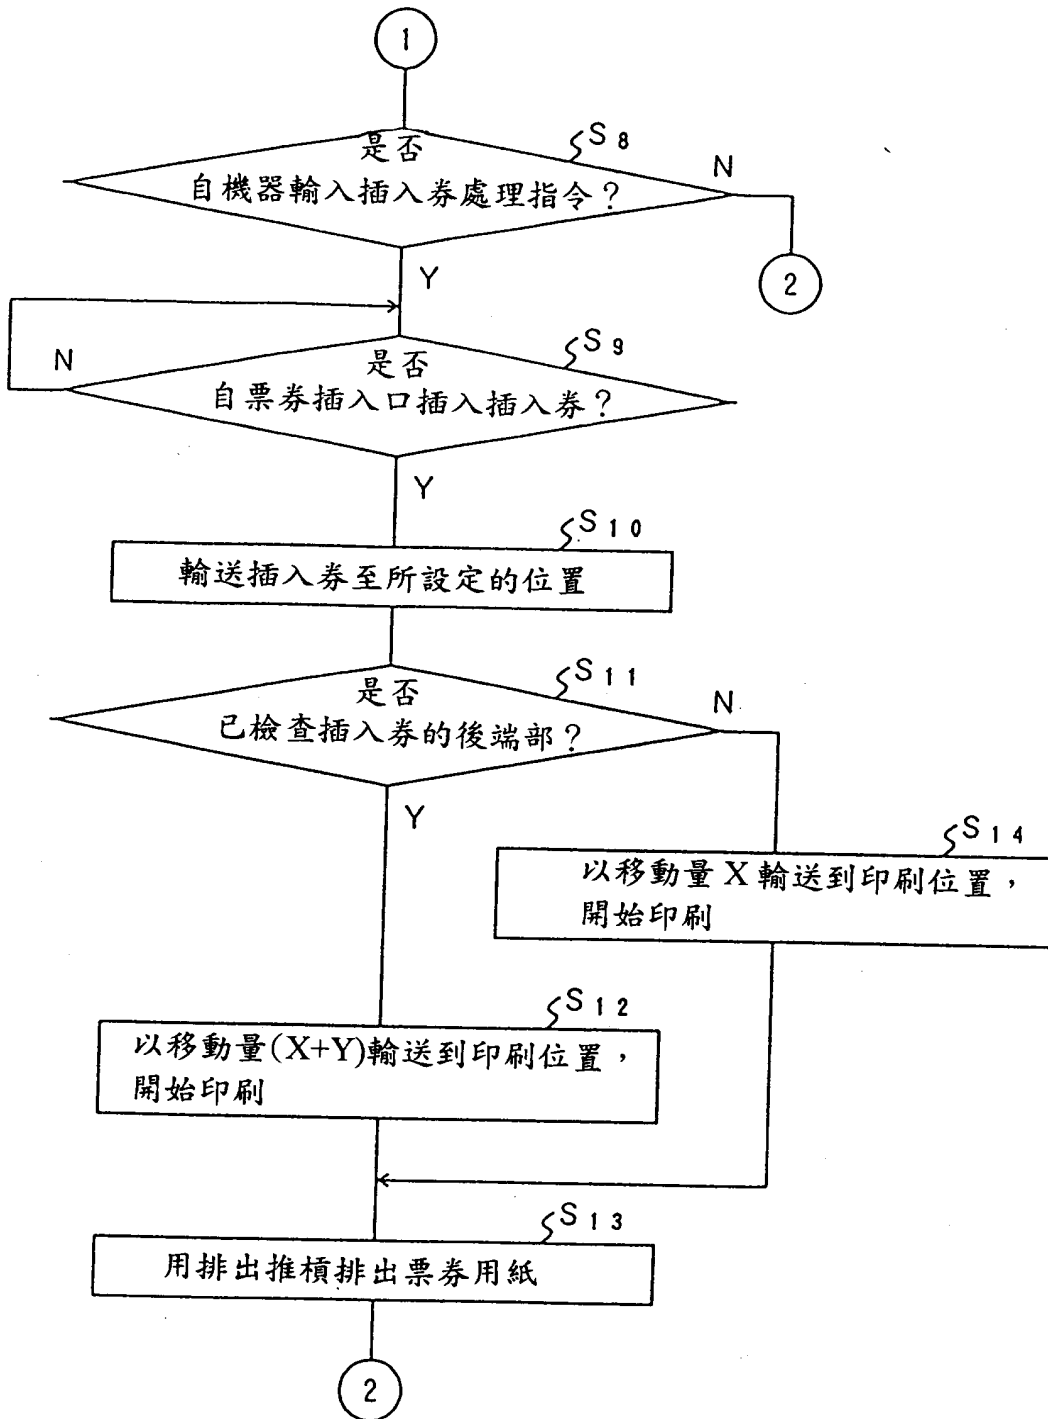 1
S8
是否
自機器輸入插入券處理指令？
N
2
Y
S9
是否
自票券插入口插入插入券？
N
Y
S10
輸送插入券至所設定的位置
S11
是否
已檢查插入券的後端部？
N
Y
S14
以移動量X輸送到印刷位置，
開始印刷
S12
以移動量(X+Y)輸送到印刷位置，
開始印刷
S13
用排出推槓排出票券用紙
2